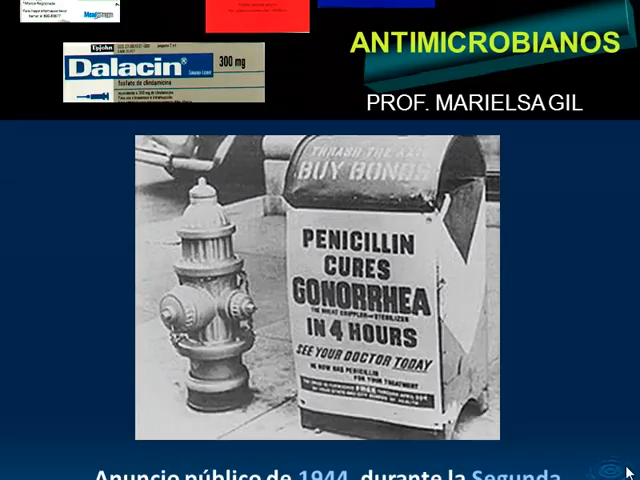 Upjohn
Dalacin®
300 mg
fosfato de clindamicina
ANTIMICROBIANOS
PROF. MARIELSA GIL
THRASH THE AXIS
BUY BONDS
PENICILLIN
CURES
GONORRHEA
THE GREAT CRIPPLER AND STERILIZER
IN 4 HOURS
SEE YOUR DOCTOR TODAY
HE NOW HAS PENICILLIN
FOR YOUR TREATMENT
Anuncio público de 1944, durante la Segunda